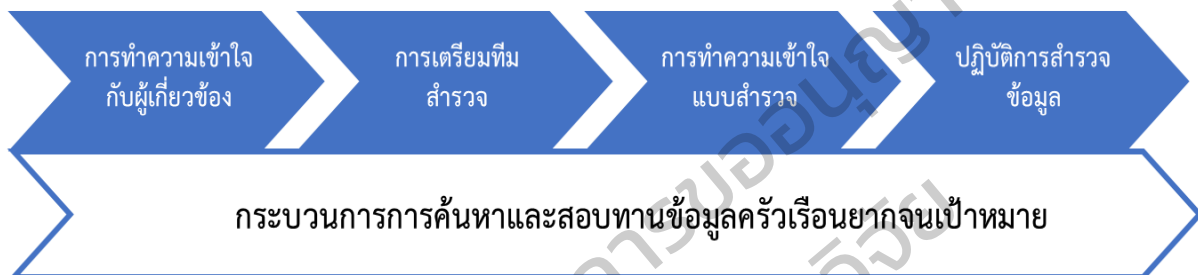 การทำความเข้าใจ
กับผู้เกี่ยวข้อง
การเตรียมทีม
สำรวจ
การทำความเข้าใจ
แบบสำรวจ
ปฏิบัติการสำรวจ
ข้อมูล
กระบวนการการค้นหาและสอบทานข้อมูลครัวเรือนยากจนเป้าหมาย